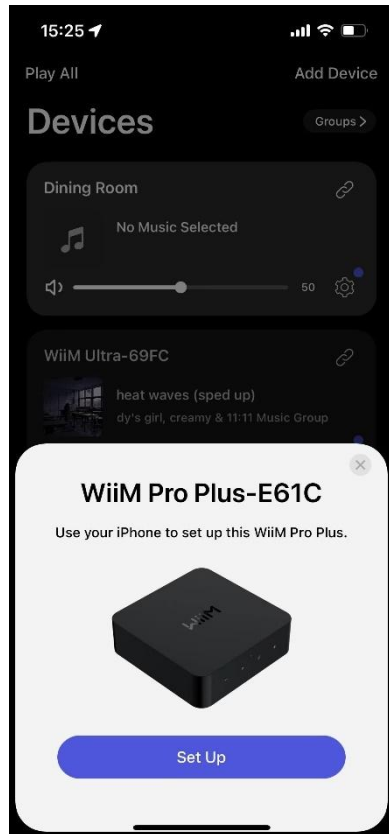 15:25
Play All
Add Device
Devices
Groups >
Dining Room
No Music Selected
50
WiiM Ultra-69FC
heat waves (sped up)
dy's girl, creamy & 11:11 Music Group
WiiM Pro Plus-E61C
Use your iPhone to set up this WiiM Pro Plus.
WiiM
Set Up